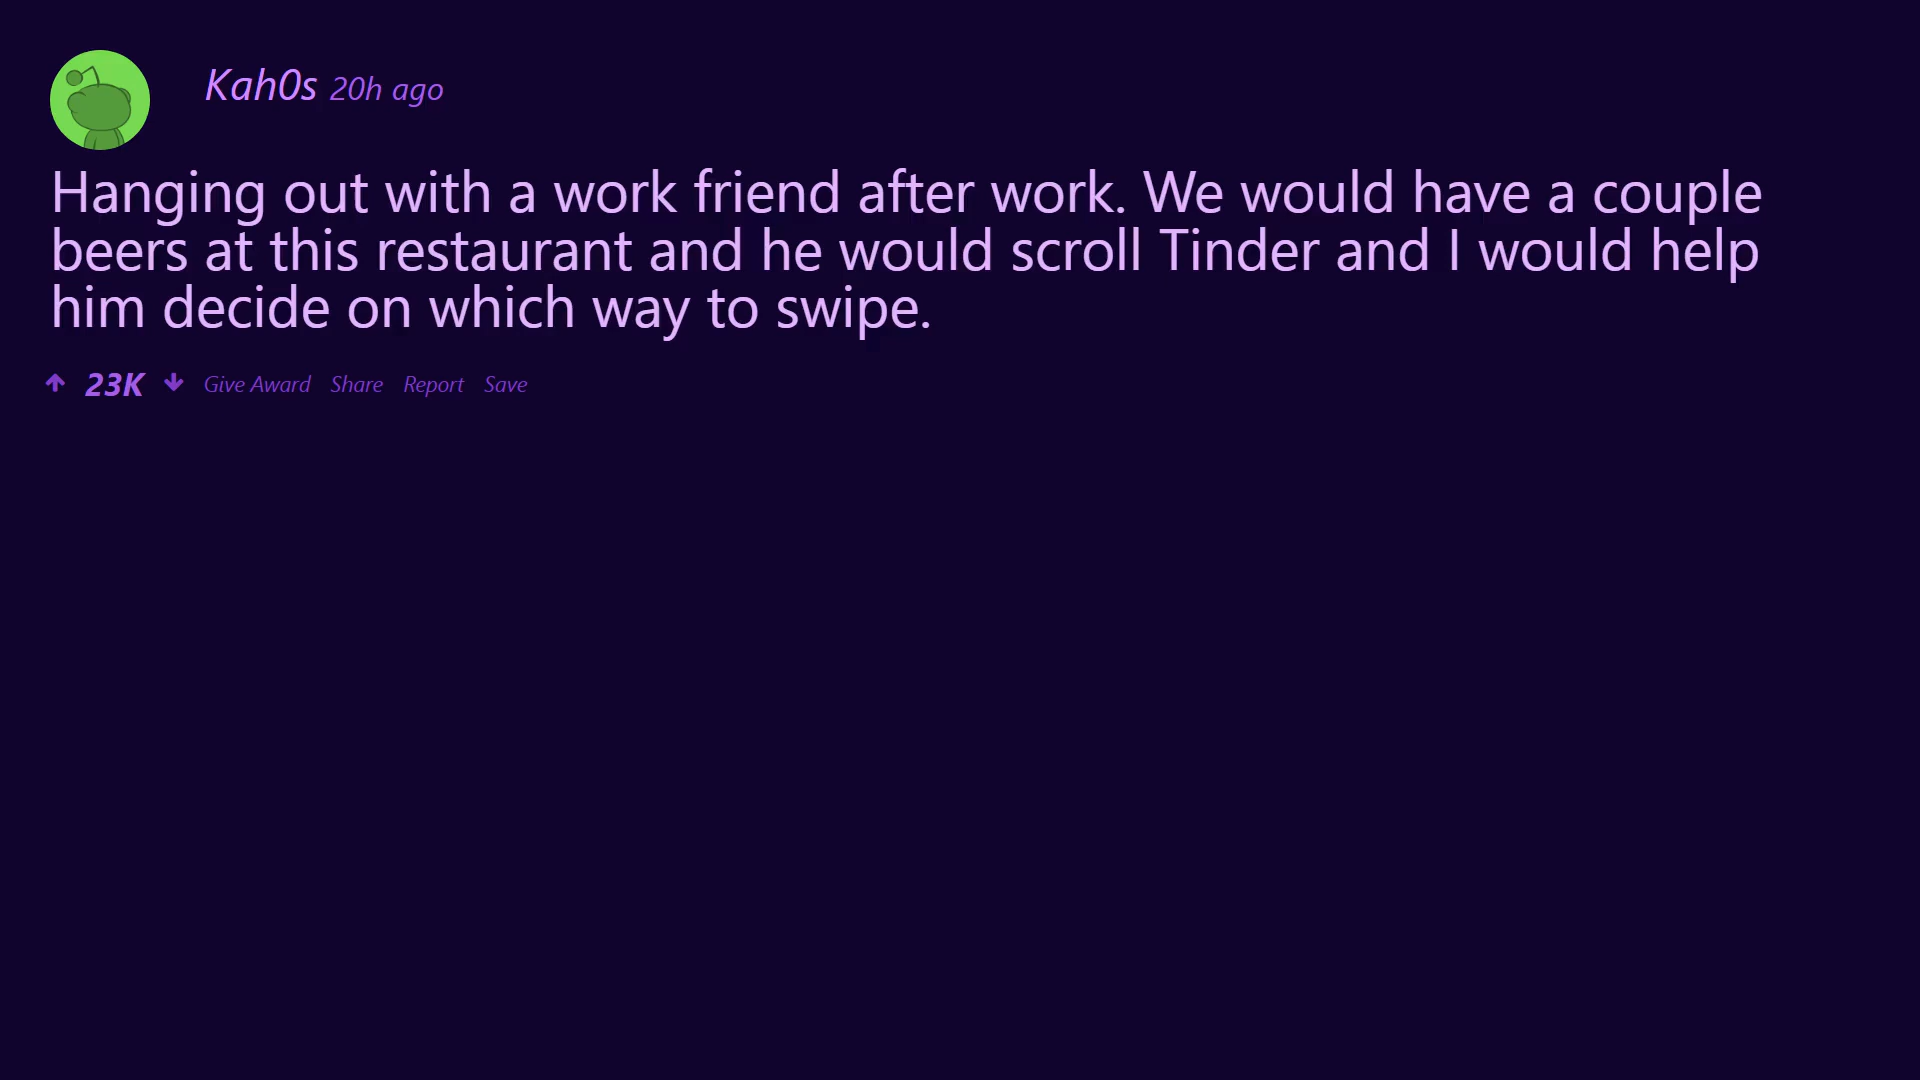 Kah0s 20h ago
Hanging out with a work friend after work. We would have a couple
beers at this restaurant and he would scroll Tinder and I would help
him decide on which way to swipe.
23K Give Award Share Report Save